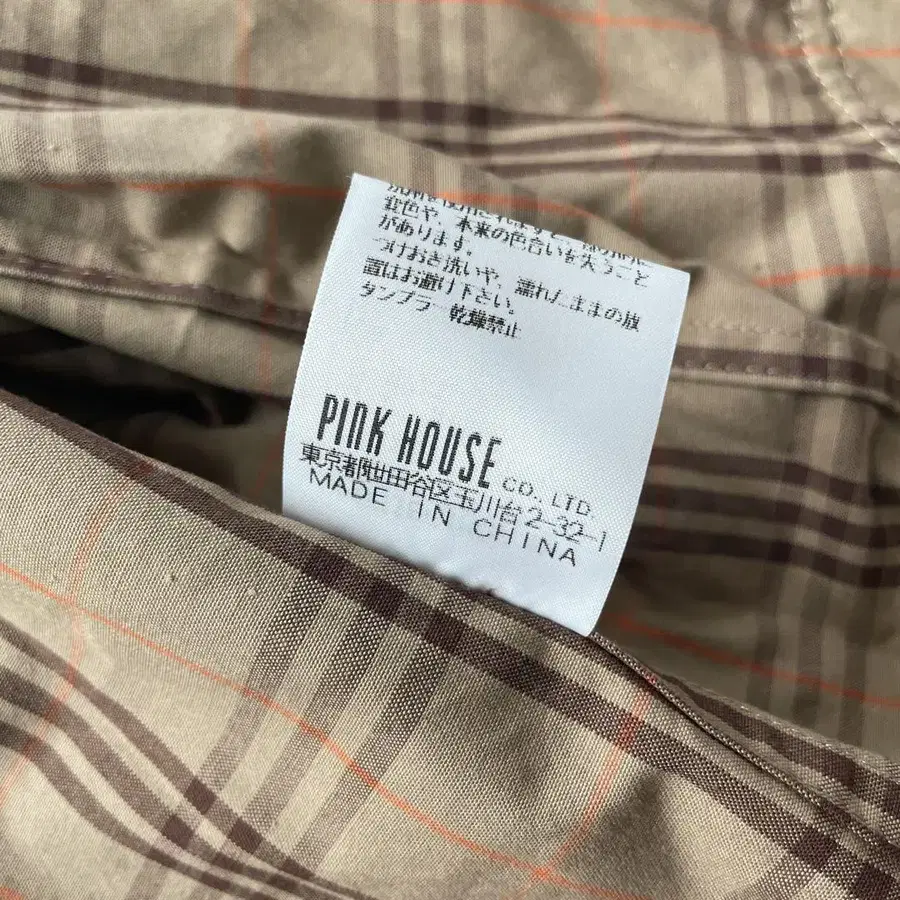 変色や、本来の色合いを失うこと
があります。
つけおき洗いや、濡れたままの放
置はお避け下さい。
タンブラー乾燥禁止
PINK HOUSE CO., LTD.
東京都世田谷区玉川台2-32-1
MADE IN CHINA